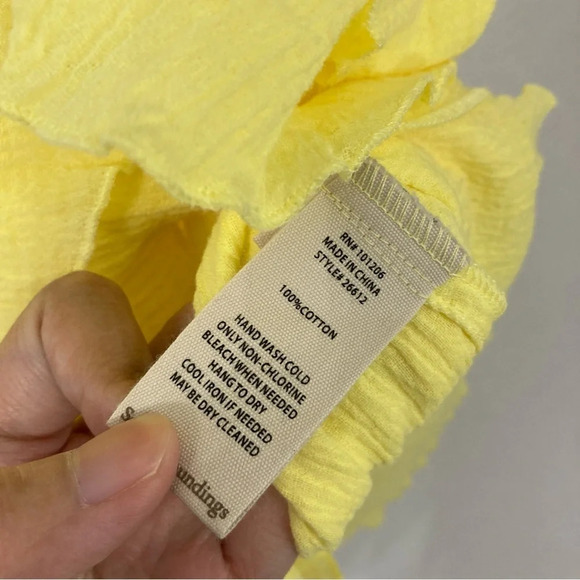 RN# 101206
MADE IN CHINA
STYLE# 26612
100%COTTON
HAND WASH COLD
ONLY NON-CHLORINE
BLEACH WHEN NEEDED
HANG TO DRY
COOL IRON IF NEEDED
MAY BE DRY CLEANED